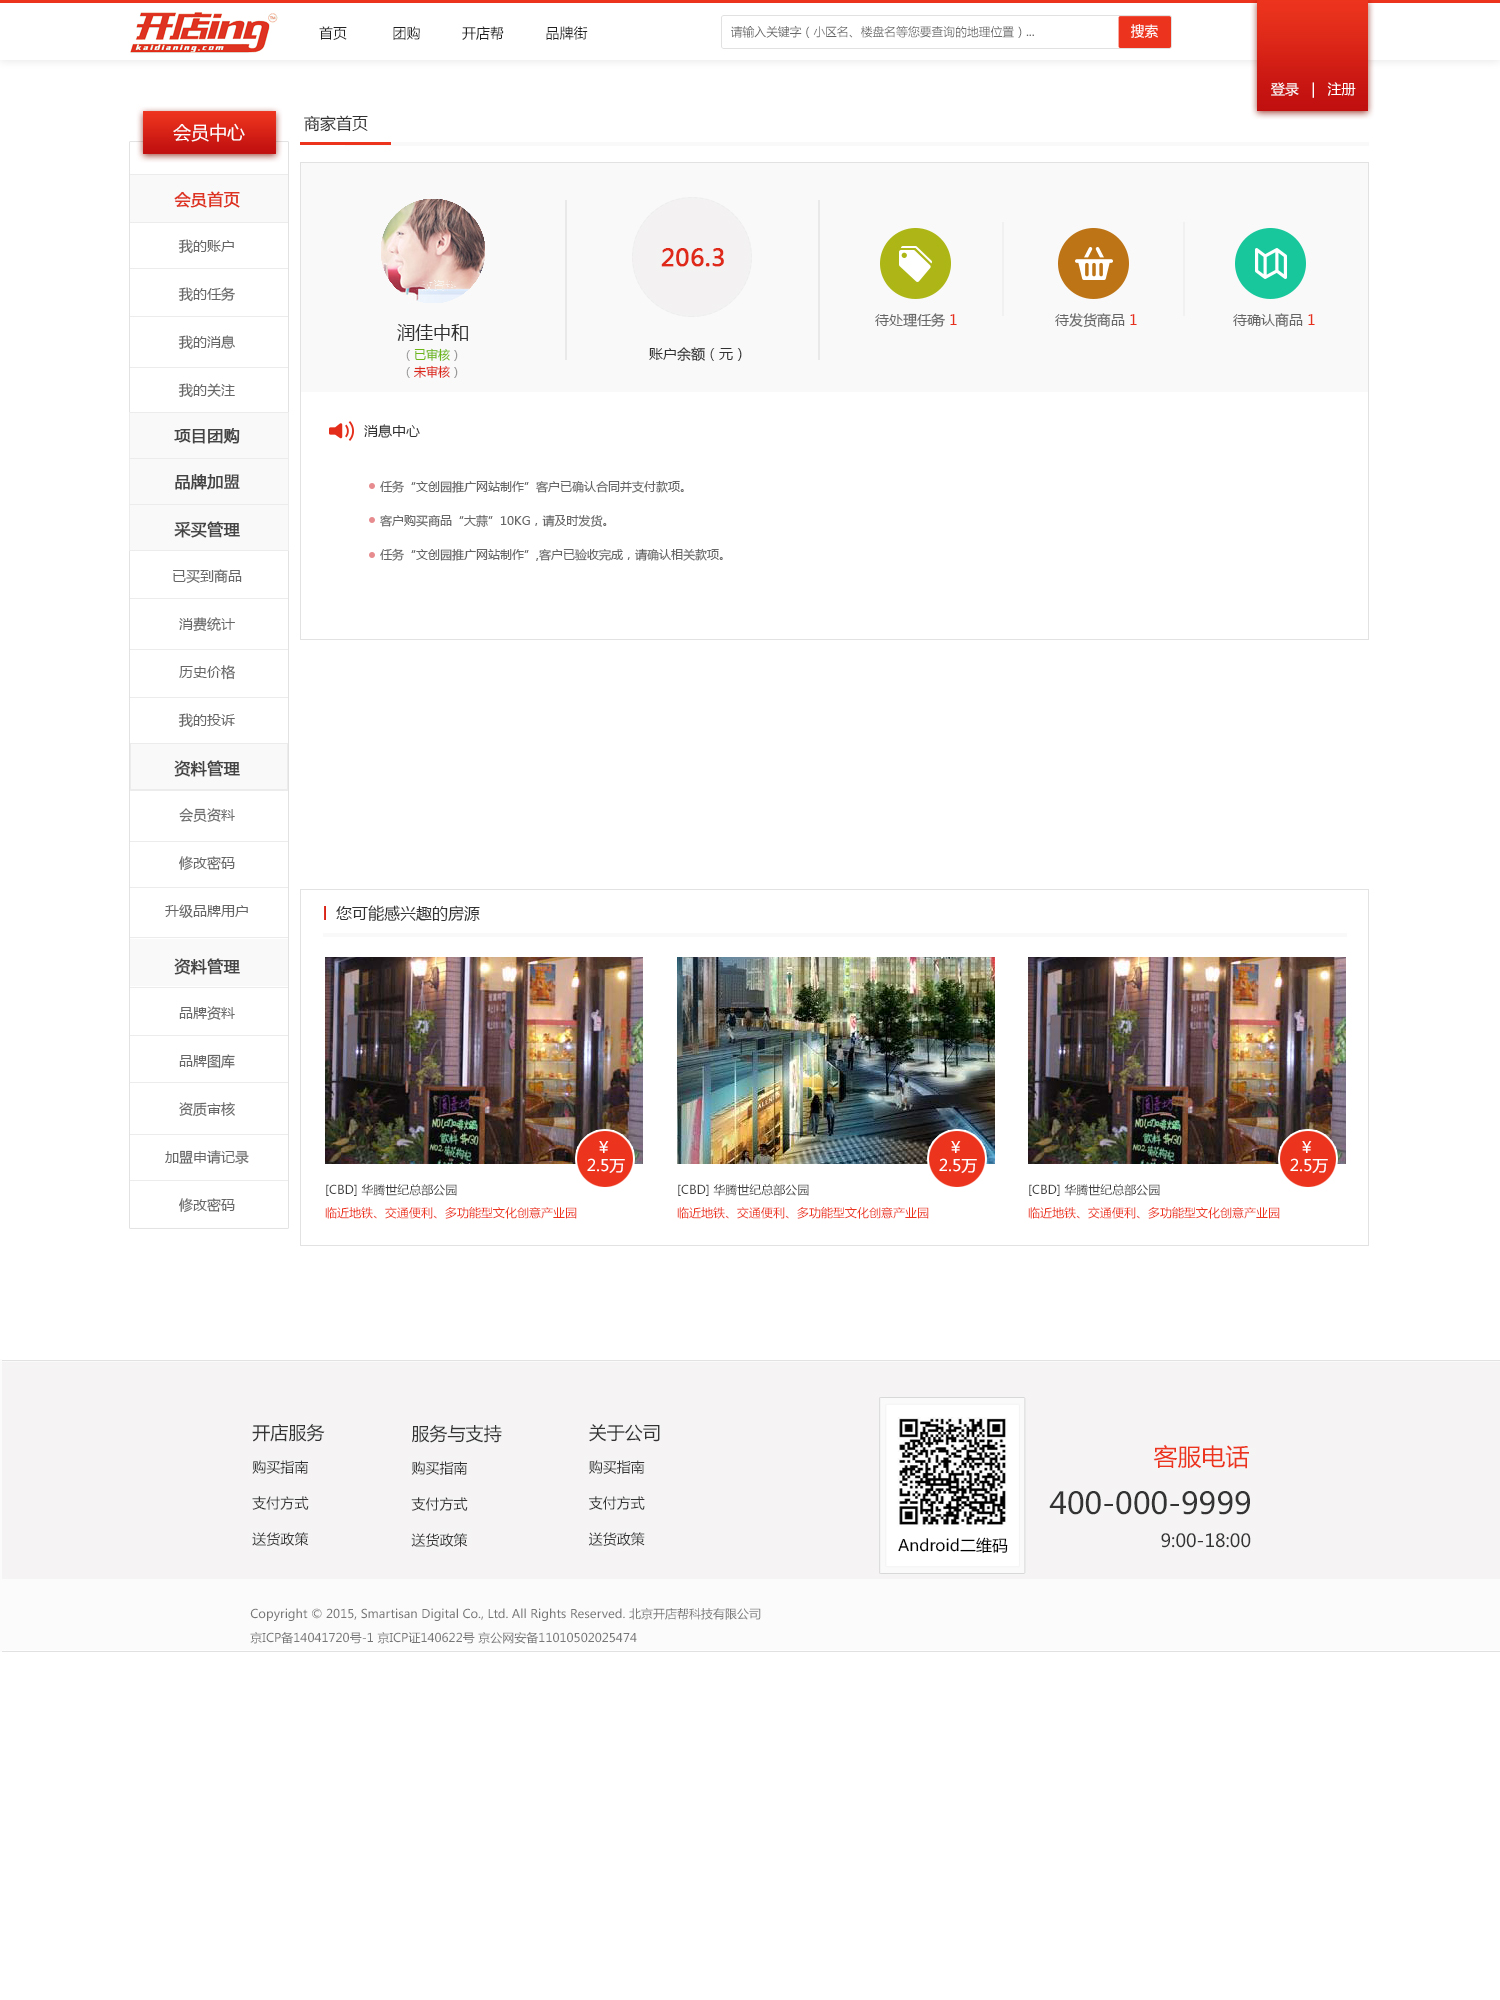 开店ing
kaidianing.com
首页 团购 开店帮 品牌街
请输入关键字（小区名、楼盘名等您要查询的地理位置）...
搜索
登录 | 注册
会员中心
会员首页
我的账户
我的任务
我的消息
我的关注
项目团购
品牌加盟
采买管理
已买到商品
消费统计
历史价格
我的投诉
资料管理
会员资料
修改密码
升级品牌用户
资料管理
品牌资料
品牌图库
资质审核
加盟申请记录
修改密码
商家首页
润佳中和
（已审核）
（未审核）
206.3
账户余额（元）
待处理任务 1
待发货商品 1
待确认商品 1
消息中心
任务“文创园推广网站制作”客户已确认合同并支付款项。
客户购买商品“大蒜”10KG，请及时发货。
任务“文创园推广网站制作”,客户已验收完成，请确认相关款项。
您可能感兴趣的房源
¥
2.5万
[CBD] 华腾世纪总部公园
临近地铁、交通便利、多功能型文化创意产业园
¥
2.5万
[CBD] 华腾世纪总部公园
临近地铁、交通便利、多功能型文化创意产业园
¥
2.5万
[CBD] 华腾世纪总部公园
临近地铁、交通便利、多功能型文化创意产业园
开店服务
购买指南
支付方式
送货政策
服务与支持
购买指南
支付方式
送货政策
关于公司
购买指南
支付方式
送货政策
Android二维码
客服电话
400-000-9999
9:00-18:00
Copyright © 2015, Smartisan Digital Co., Ltd. All Rights Reserved. 北京开店帮科技有限公司
京ICP备14041720号-1 京ICP证140622号 京公网安备11010502025474